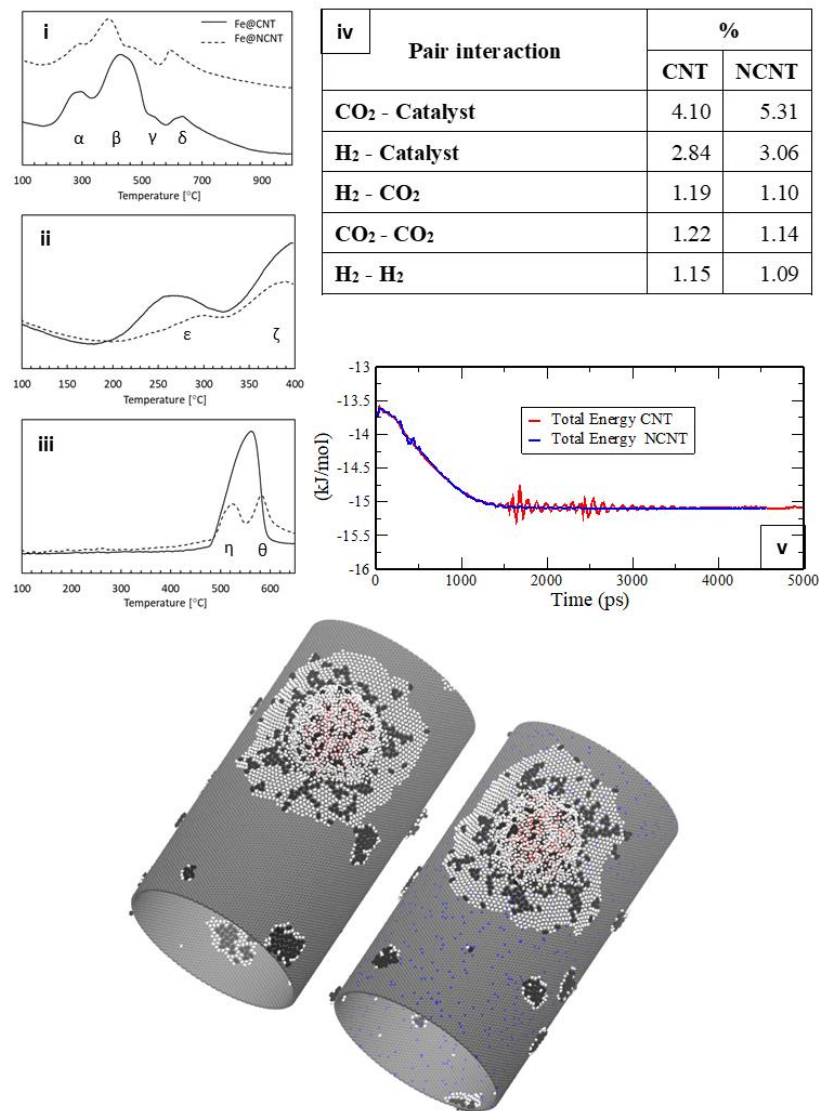 i
Fe@CNT
Fe@NCNT
α β γ δ
100 300 500 700 900
Temperature [°C]
ii
ε ζ
100 150 200 250 300 350 400
Temperature [°C]
iii
η θ
100 200 300 400 500 600
Temperature [°C]
iv
Pair interaction %
CNT NCNT
CO₂ - Catalyst 4.10 5.31
H₂ - Catalyst 2.84 3.06
H₂ - CO₂ 1.19 1.10
CO₂ - CO₂ 1.22 1.14
H₂ - H₂ 1.15 1.09
-13
-13.5
-14
-14.5
-15
-15.5
-16
(kJ/mol)
Total Energy CNT
Total Energy NCNT
v
0 1000 2000 3000 4000 5000
Time (ps)